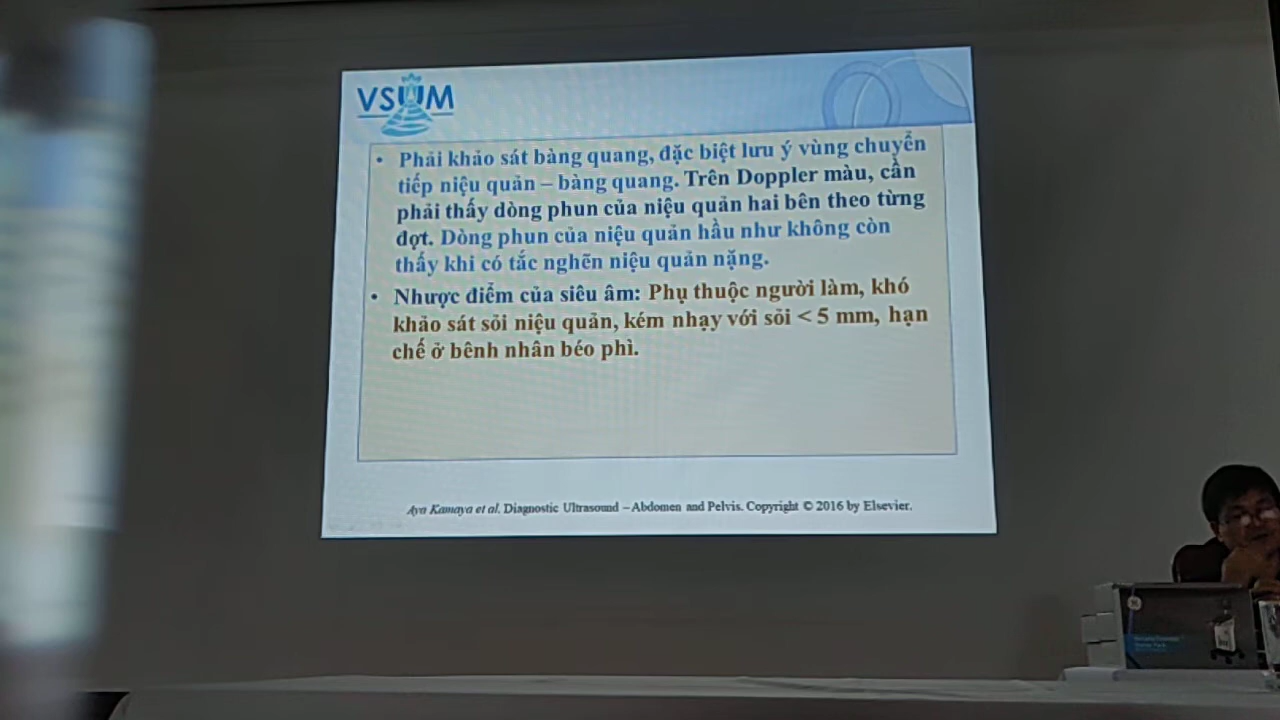 VSUM
• Phải khảo sát bàng quang, đặc biệt lưu ý vùng chuyển
tiếp niệu quản – bàng quang. Trên Doppler màu, cần
phải thấy dòng phun của niệu quản hai bên theo từng
đợt. Dòng phun của niệu quản hầu như không còn
thấy khi có tắc nghẽn niệu quản nặng.
• Nhược điểm của siêu âm: Phụ thuộc người làm, khó
khảo sát sỏi niệu quản, kém nhạy với sỏi < 5 mm, hạn
chế ở bênh nhân béo phì.
Aya Kamaya et al. Diagnostic Ultrasound – Abdomen and Pelvis. Copyright © 2016 by Elsevier.